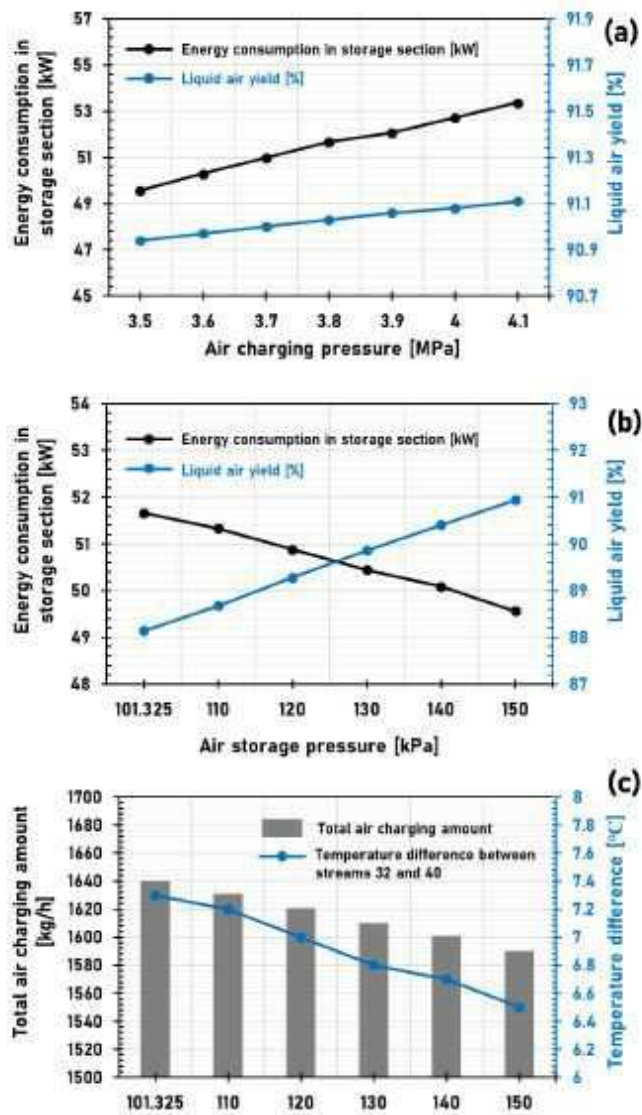 (a)
Energy consumption in
storage section [kW]
57
55
53
51
49
47
45
Energy consumption in storage section [kW]
Liquid air yield [%]
91.9
91.7
91.5
91.3
91.1
90.9
90.7
Liquid air yield [%]
3.5 3.6 3.7 3.8 3.9 4 4.1
Air charging pressure [MPa]
(b)
Energy consumption in
storage section [kW]
54
53
52
51
50
49
48
Energy consumption in storage section [kW]
Liquid air yield [%]
93
92
91
90
89
88
87
Liquid air yield [%]
101.325 110 120 130 140 150
Air storage pressure [kPa]
(c)
Total air charging amount
[kg/h]
1700
1680
1660
1640
1620
1600
1580
1560
1540
1520
1500
Total air charging amount
Temperature difference between
streams 32 and 40
8
7.8
7.6
7.4
7.2
7
6.8
6.6
6.4
6.2
6
Temperature difference [°C]
101.325 110 120 130 140 150